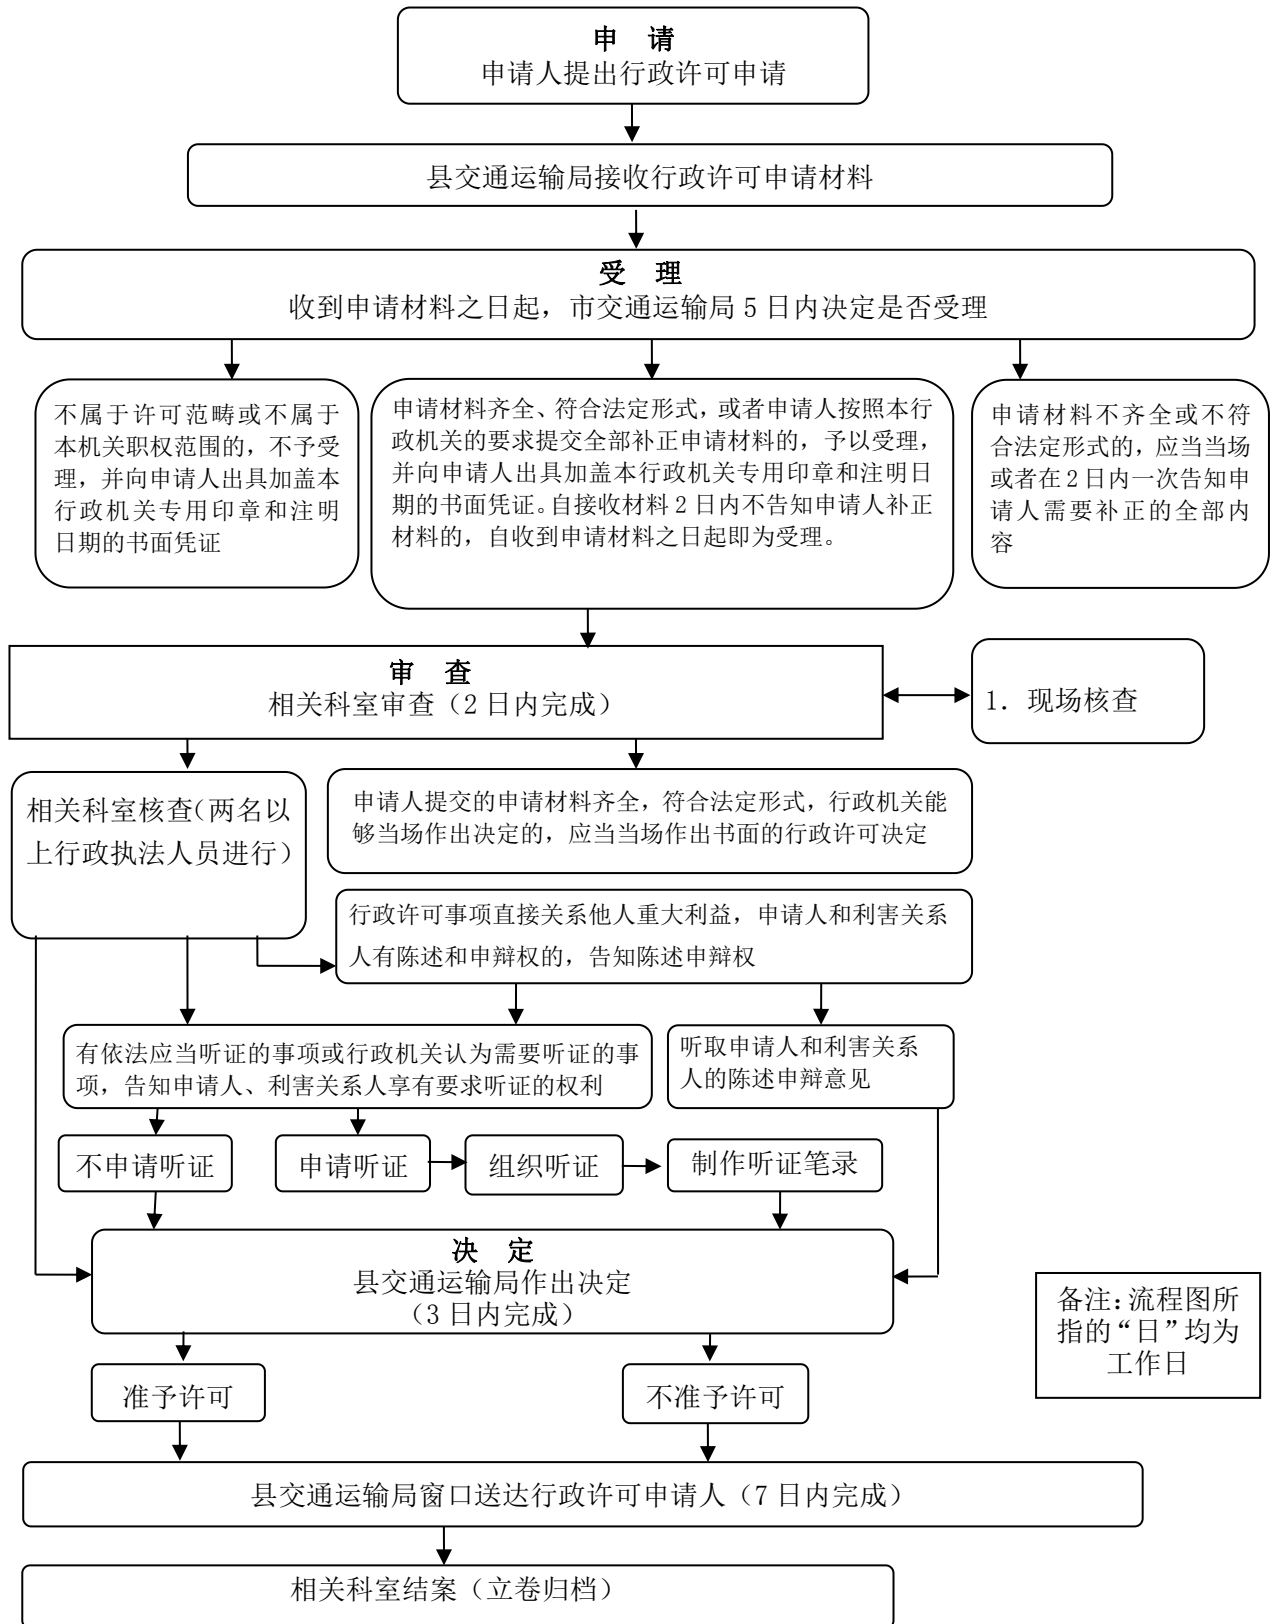 申 请
申请人提出行政许可申请
县交通运输局接收行政许可申请材料
受 理
收到申请材料之日起，市交通运输局 5 日内决定是否受理
不属于许可范畴或不属于
本机关职权范围的，不予受
理，并向申请人出具加盖本
行政机关专用印章和注明
日期的书面凭证
申请材料齐全、符合法定形式，或者申请人按照本行
政机关的要求提交全部补正申请材料的，予以受理，
并向申请人出具加盖本行政机关专用印章和注明日
期的书面凭证。自接收材料 2 日内不告知申请人补正
材料的，自收到申请材料之日起即为受理。
申请材料不齐全或不符
合法定形式的，应当当场
或者在 2 日内一次告知申
请人需要补正的全部内
容
审 查
相关科室审查（2 日内完成）
1. 现场核查
相关科室核查（两名以
上行政执法人员进行）
申请人提交的申请材料齐全，符合法定形式，行政机关能
够当场作出决定的，应当当场作出书面的行政许可决定
行政许可事项直接关系他人重大利益，申请人和利害关系
人有陈述和申辩权的，告知陈述申辩权
有依法应当听证的事项或行政机关认为需要听证的事
项，告知申请人、利害关系人享有要求听证的权利
听取申请人和利害关系
人的陈述申辩意见
不申请听证
申请听证
组织听证
制作听证笔录
决 定
县交通运输局作出决定
（3 日内完成）
备注：流程图所
指的“日”均为
工作日
准予许可
不准予许可
县交通运输局窗口送达行政许可申请人（7 日内完成）
相关科室结案（立卷归档）